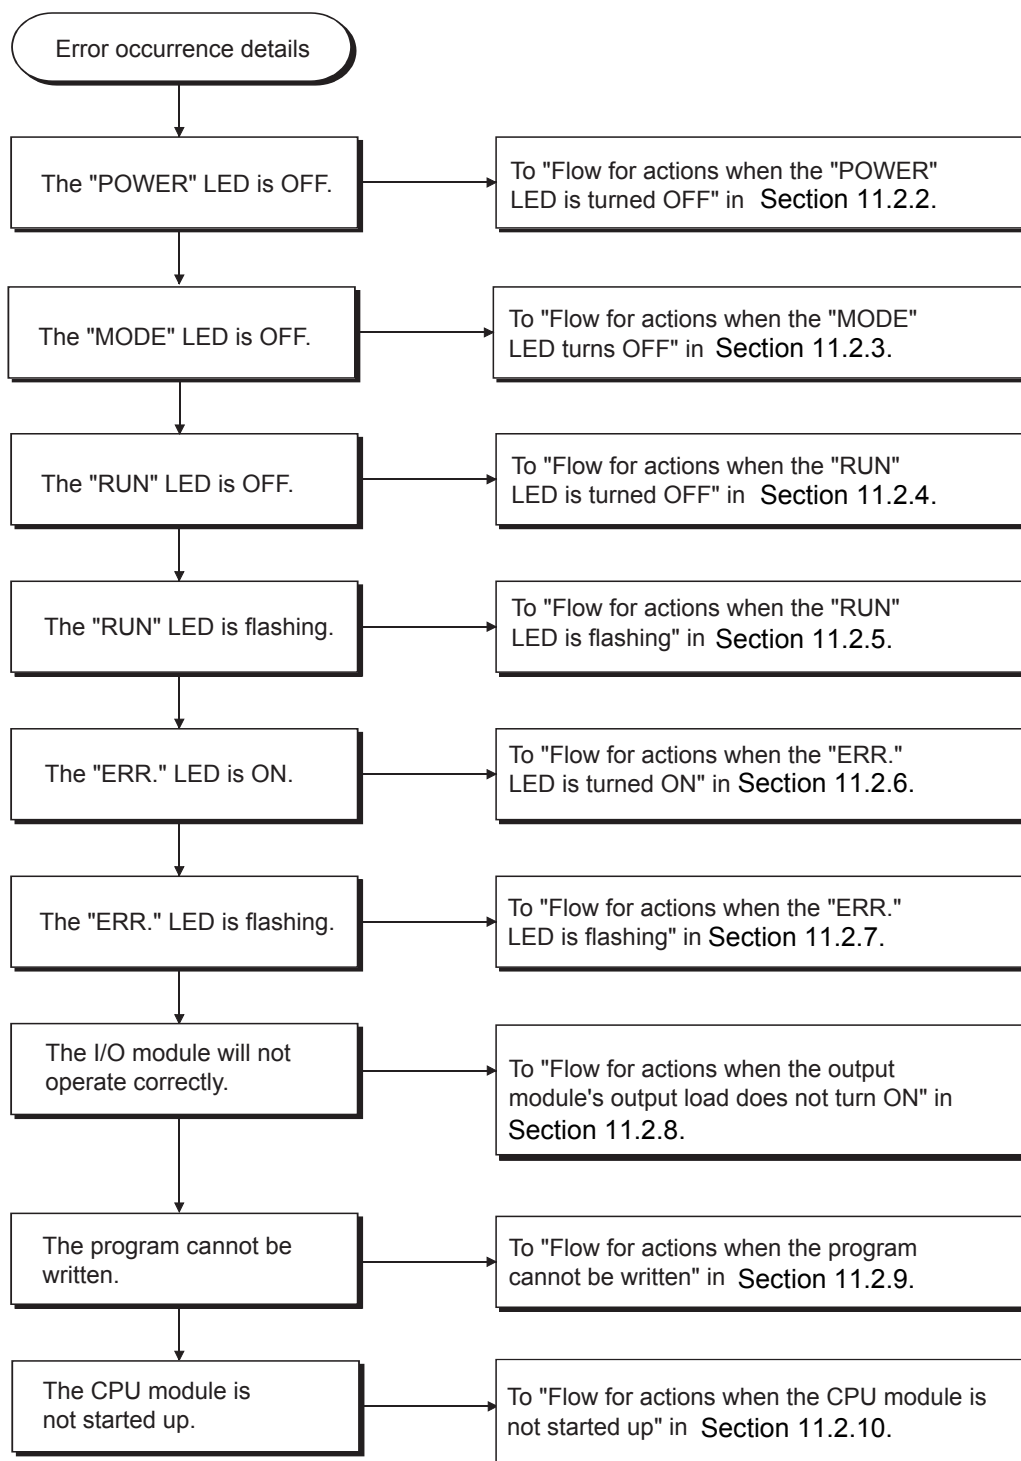 Error occurrence details
The "POWER" LED is OFF.
To "Flow for actions when the "POWER"
LED is turned OFF" in Section 11.2.2.
The "MODE" LED is OFF.
To "Flow for actions when the "MODE"
LED turns OFF" in Section 11.2.3.
The "RUN" LED is OFF.
To "Flow for actions when the "RUN"
LED is turned OFF" in Section 11.2.4.
The "RUN" LED is flashing.
To "Flow for actions when the "RUN"
LED is flashing" in Section 11.2.5.
The "ERR." LED is ON.
To "Flow for actions when the "ERR."
LED is turned ON" in Section 11.2.6.
The "ERR." LED is flashing.
To "Flow for actions when the "ERR."
LED is flashing" in Section 11.2.7.
The I/O module will not
operate correctly.
To "Flow for actions when the output
module's output load does not turn ON" in
Section 11.2.8.
The program cannot be
written.
To "Flow for actions when the program
cannot be written" in Section 11.2.9.
The CPU module is
not started up.
To "Flow for actions when the CPU module is
not started up" in Section 11.2.10.